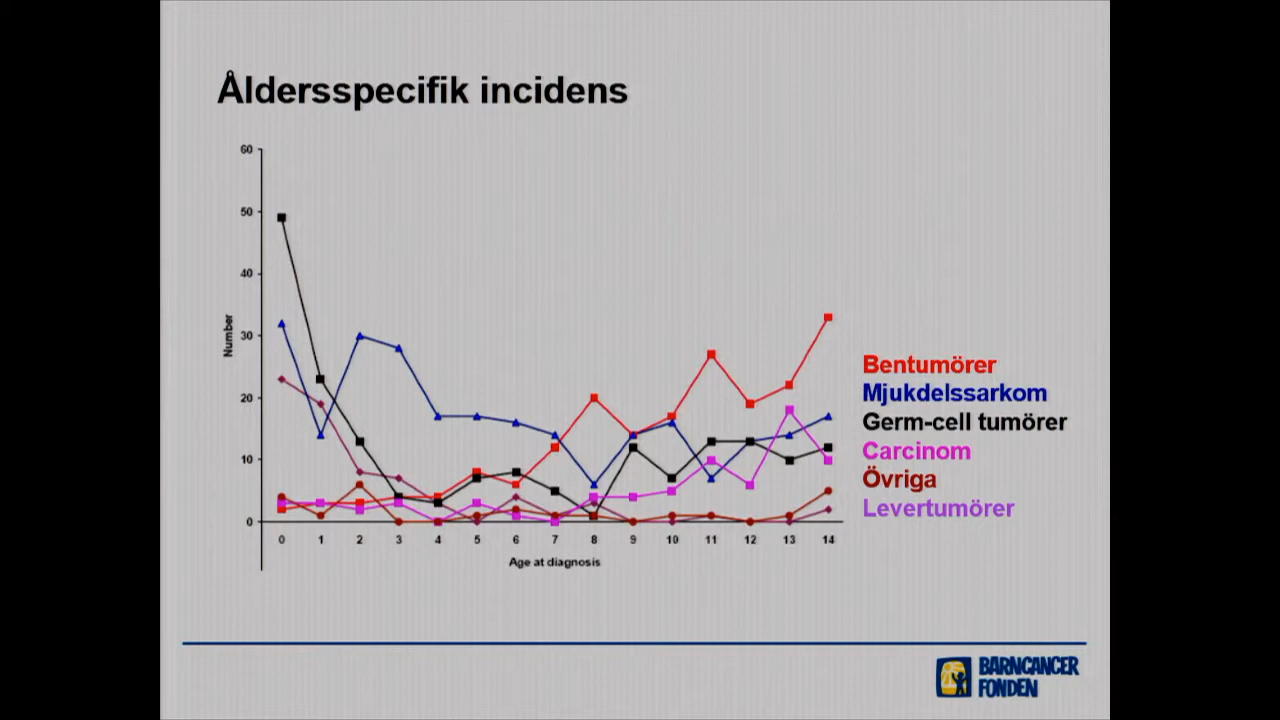 Åldersspecifik incidens
60
50
40
30
20
10
0
Number
0 1 2 3 4 5 6 7 8 9 10 11 12 13 14
Age at diagnosis
Bentumörer
Mjukdelssarkom
Germ-cell tumörer
Carcinom
Övriga
Levertumörer
BARNCANCER
FONDEN